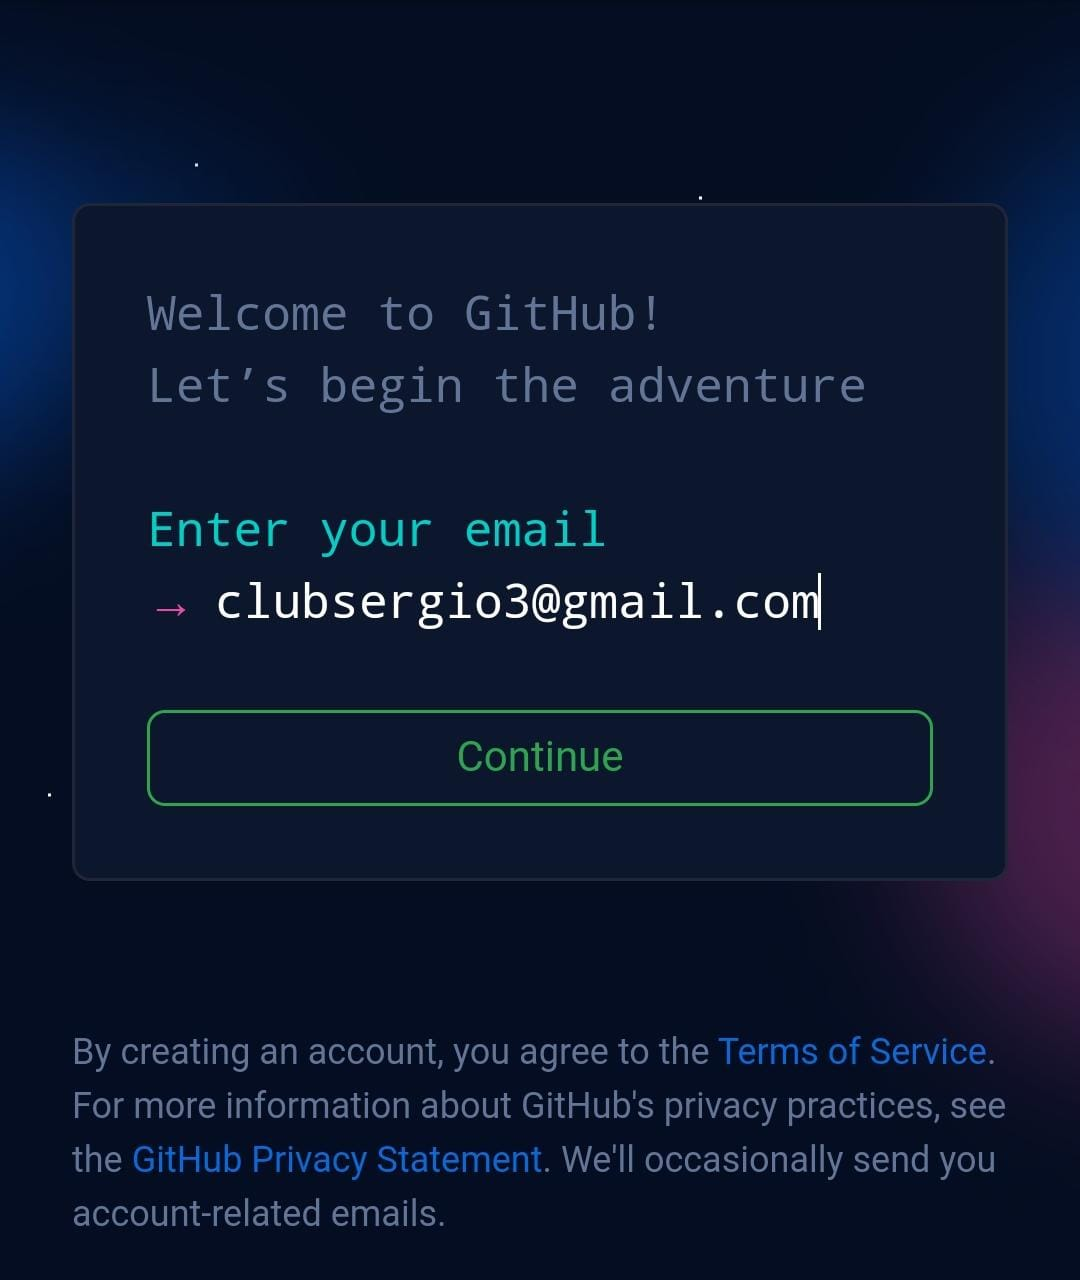 Welcome to GitHub!
Let’s begin the adventure
Enter your email
→ clubsergio3@gmail.com
Continue
By creating an account, you agree to the Terms of Service.
For more information about GitHub's privacy practices, see
the GitHub Privacy Statement. We'll occasionally send you
account-related emails.